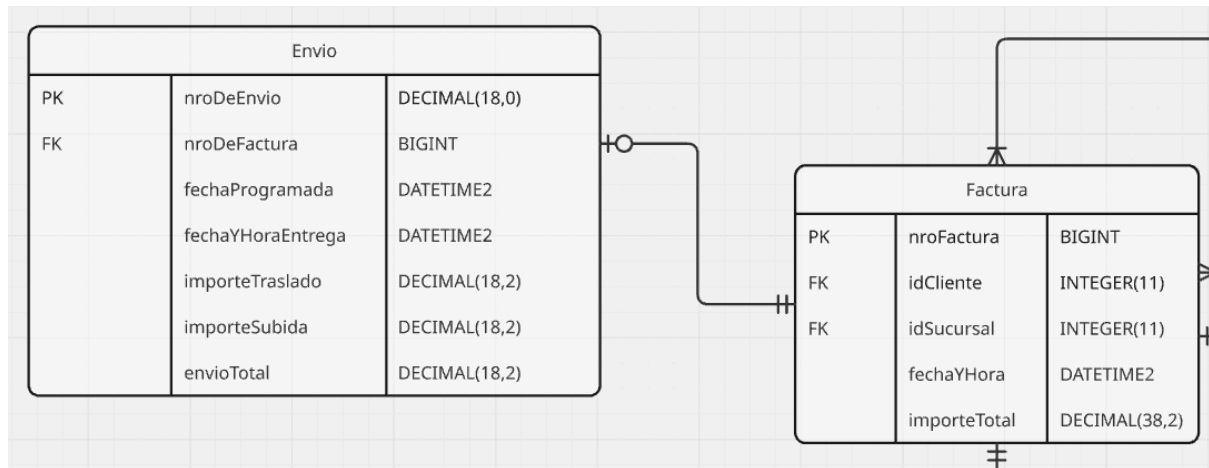 Envio
PK nroDeEnvio DECIMAL(18,0)
FK nroDeFactura BIGINT
fechaProgramada DATETIME2
fechaYHoraEntrega DATETIME2
importeTraslado DECIMAL(18,2)
importeSubida DECIMAL(18,2)
envioTotal DECIMAL(18,2)
Factura
PK nroFactura BIGINT
FK idCliente INTEGER(11)
FK idSucursal INTEGER(11)
fechaYHora DATETIME2
importeTotal DECIMAL(38,2)